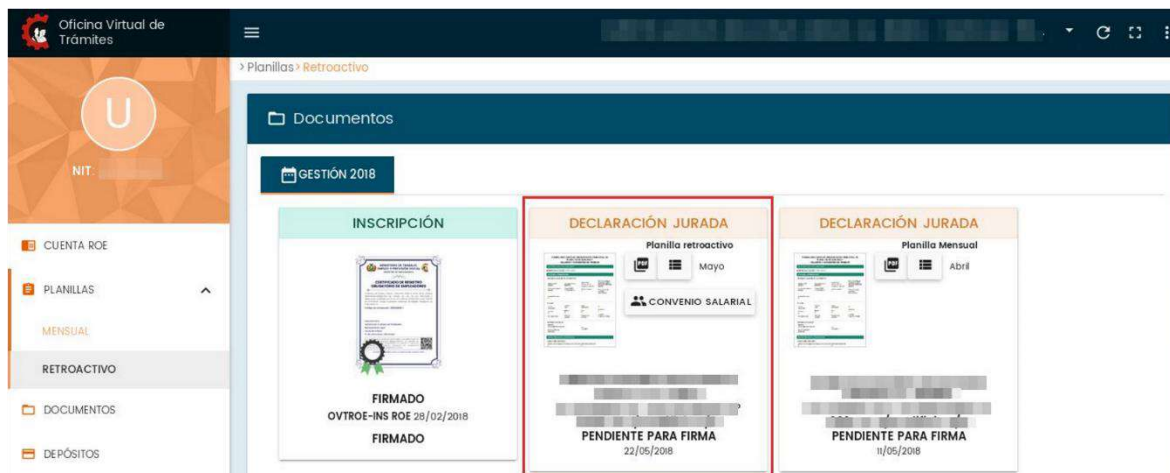 Oficina Virtual de
Trámites
> Planillas > Retroactivo
U
NIT:
Documentos
GESTIÓN 2018
CUENTA ROE
PLANILLAS
MENSUAL
RETROACTIVO
DOCUMENTOS
DEPÓSITOS
INSCRIPCIÓN
FIRMADO
OVTROE-INS ROE 28/02/2018
FIRMADO
DECLARACIÓN JURADA
Planilla retroactivo
PDF
Mayo
CONVENIO SALARIAL
PENDIENTE PARA FIRMA
22/05/2018
DECLARACIÓN JURADA
Planilla Mensual
PDF
Abril
PENDIENTE PARA FIRMA
11/05/2018